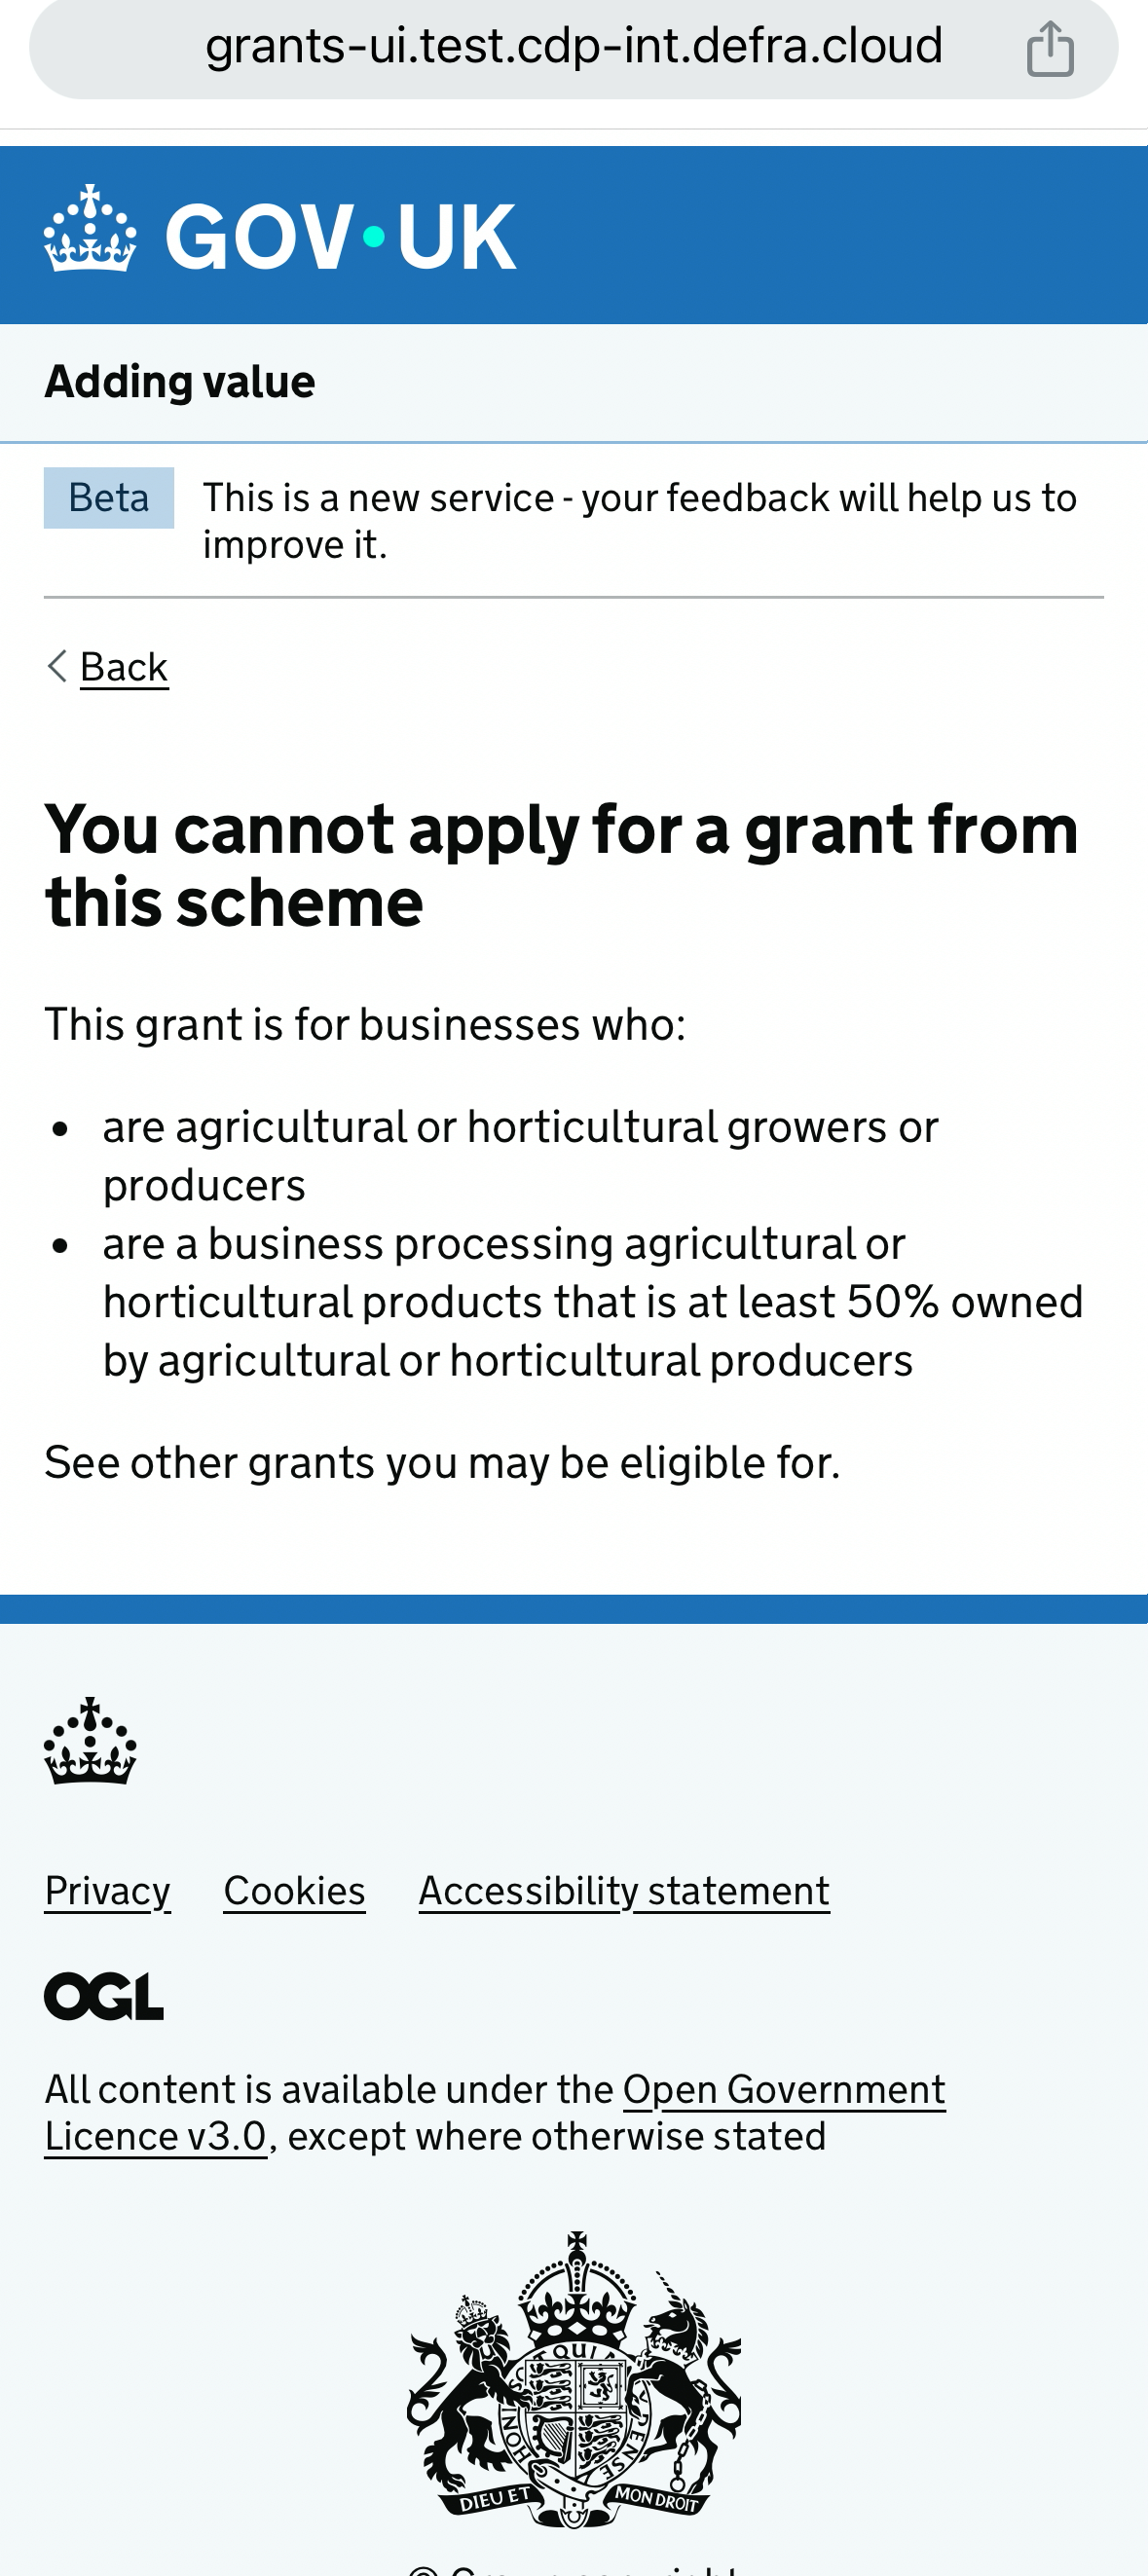 grants-ui.test.cdp-int.defra.cloud
GOV·UK
Adding value
Beta
This is a new service - your feedback will help us to
improve it.
Back
You cannot apply for a grant from
this scheme
This grant is for businesses who:
• are agricultural or horticultural growers or
producers
• are a business processing agricultural or
horticultural products that is at least 50% owned
by agricultural or horticultural producers
See other grants you may be eligible for.
Privacy Cookies Accessibility statement
OGL
All content is available under the Open Government
Licence v3.0, except where otherwise stated
QUI
HONI
PENSE
DIEU ET MON DROIT